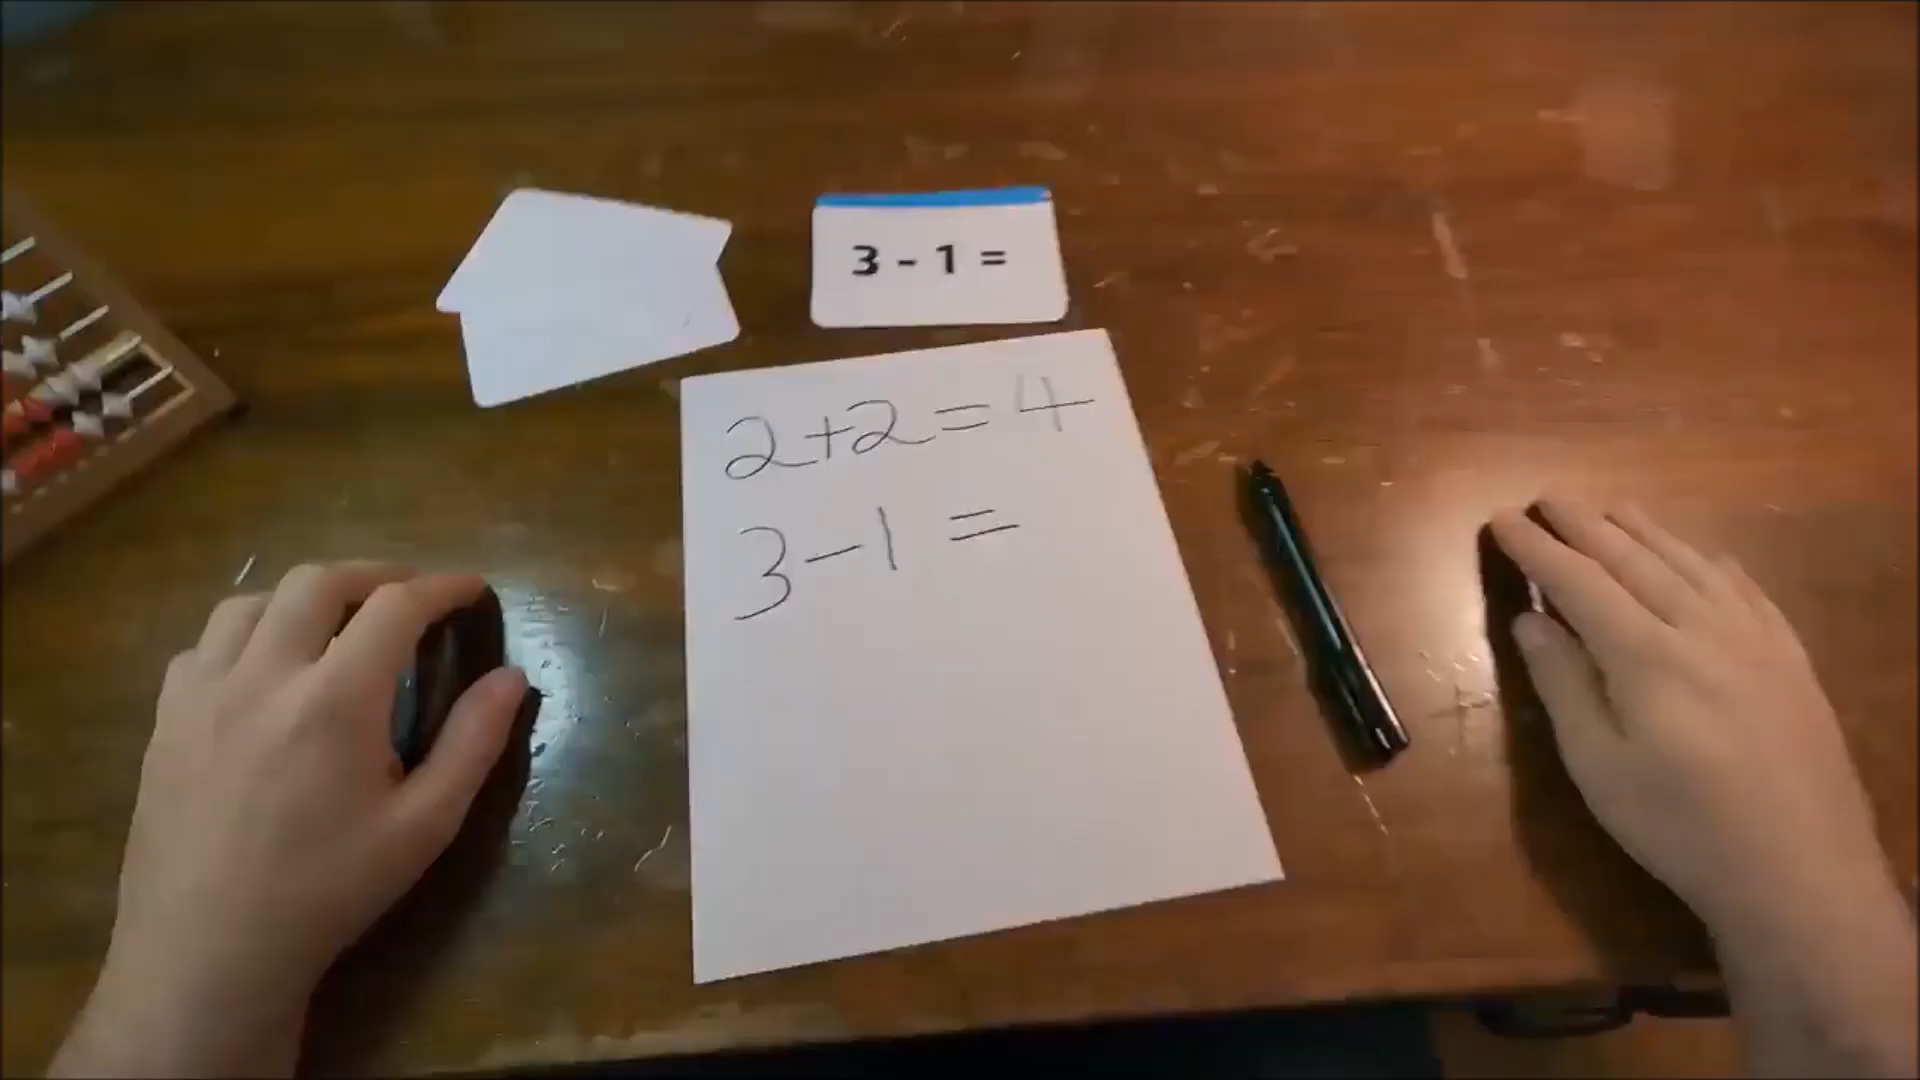 3 - 1 =
2+2=4
3-1 =